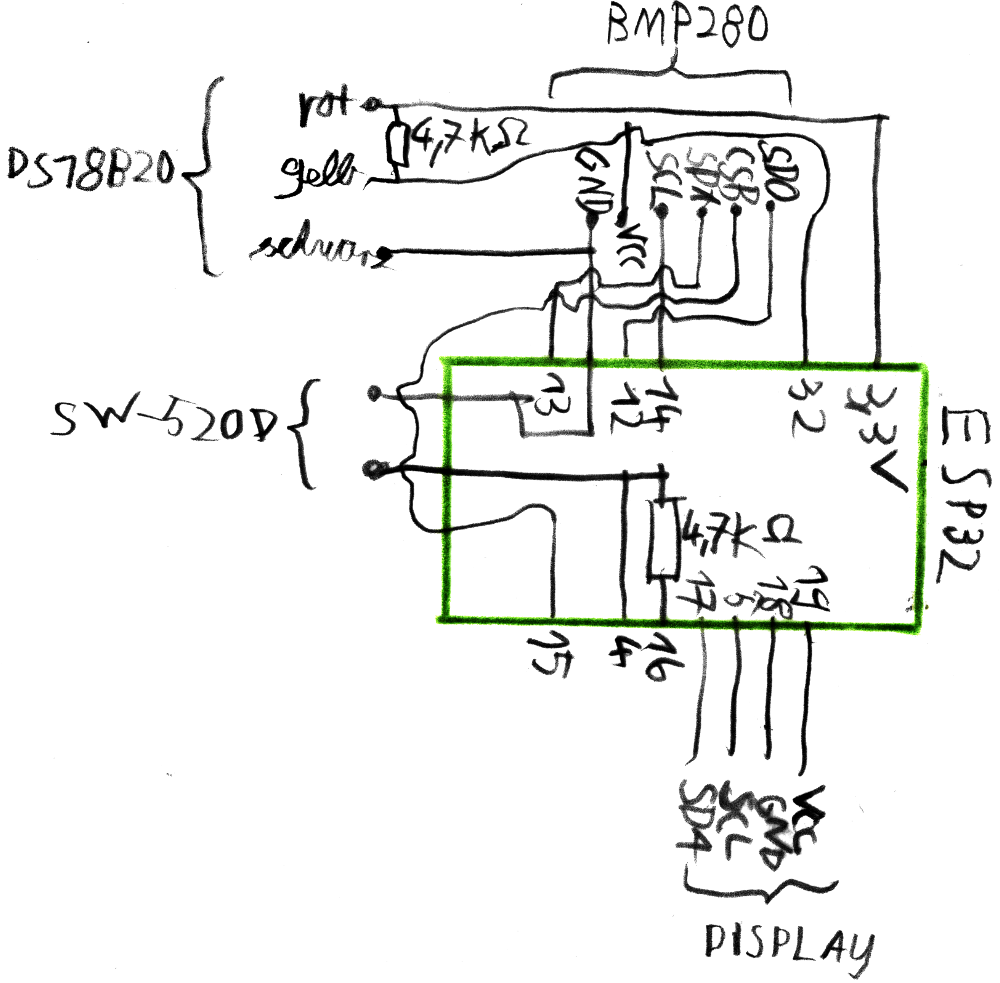 BMP280
rot
4,7kΩ
DS18B20
gelb
schwarz
GND
VCC
SCL
SDA
CSB
SDO
SW-520D
13
12
14
32
3,3V
ESP32
4,7kΩ
17
5
18
19
15
4
16
SDA
SCL
GND
VCC
DISPLAY